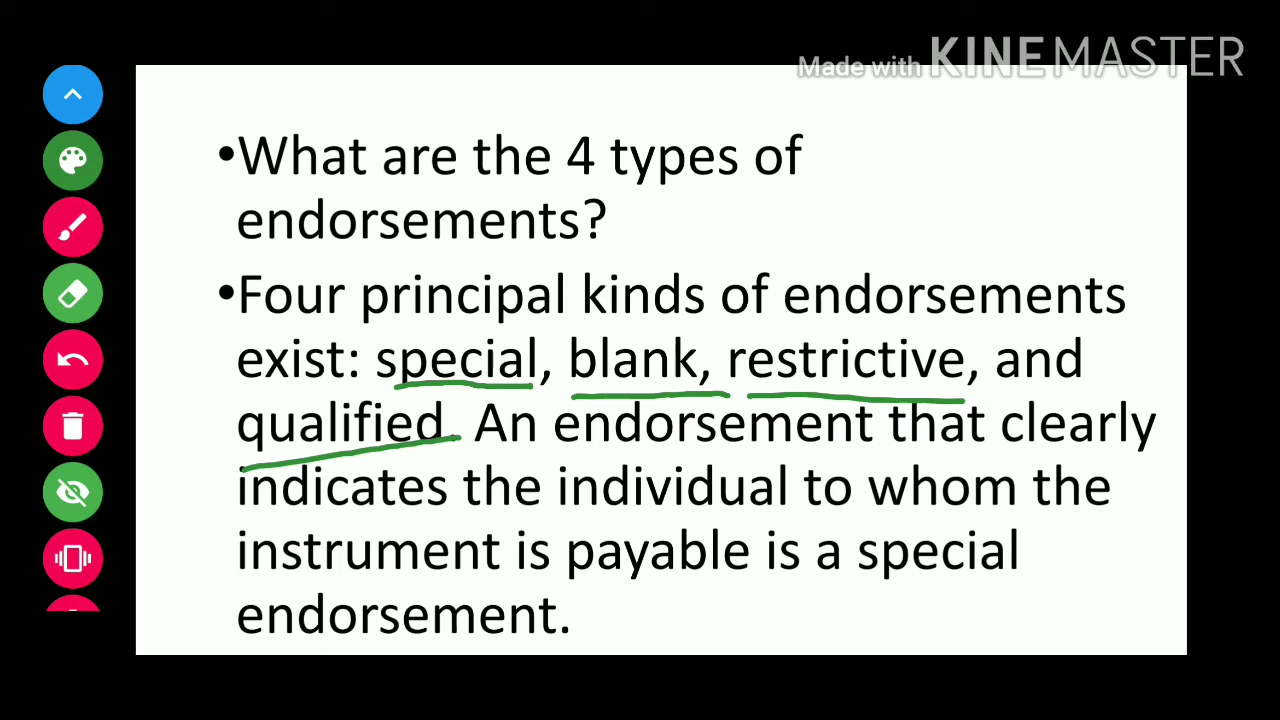 Made with KINEMASTER
•What are the 4 types of
endorsements?
•Four principal kinds of endorsements
exist: special, blank, restrictive, and
qualified. An endorsement that clearly
indicates the individual to whom the
instrument is payable is a special
endorsement.